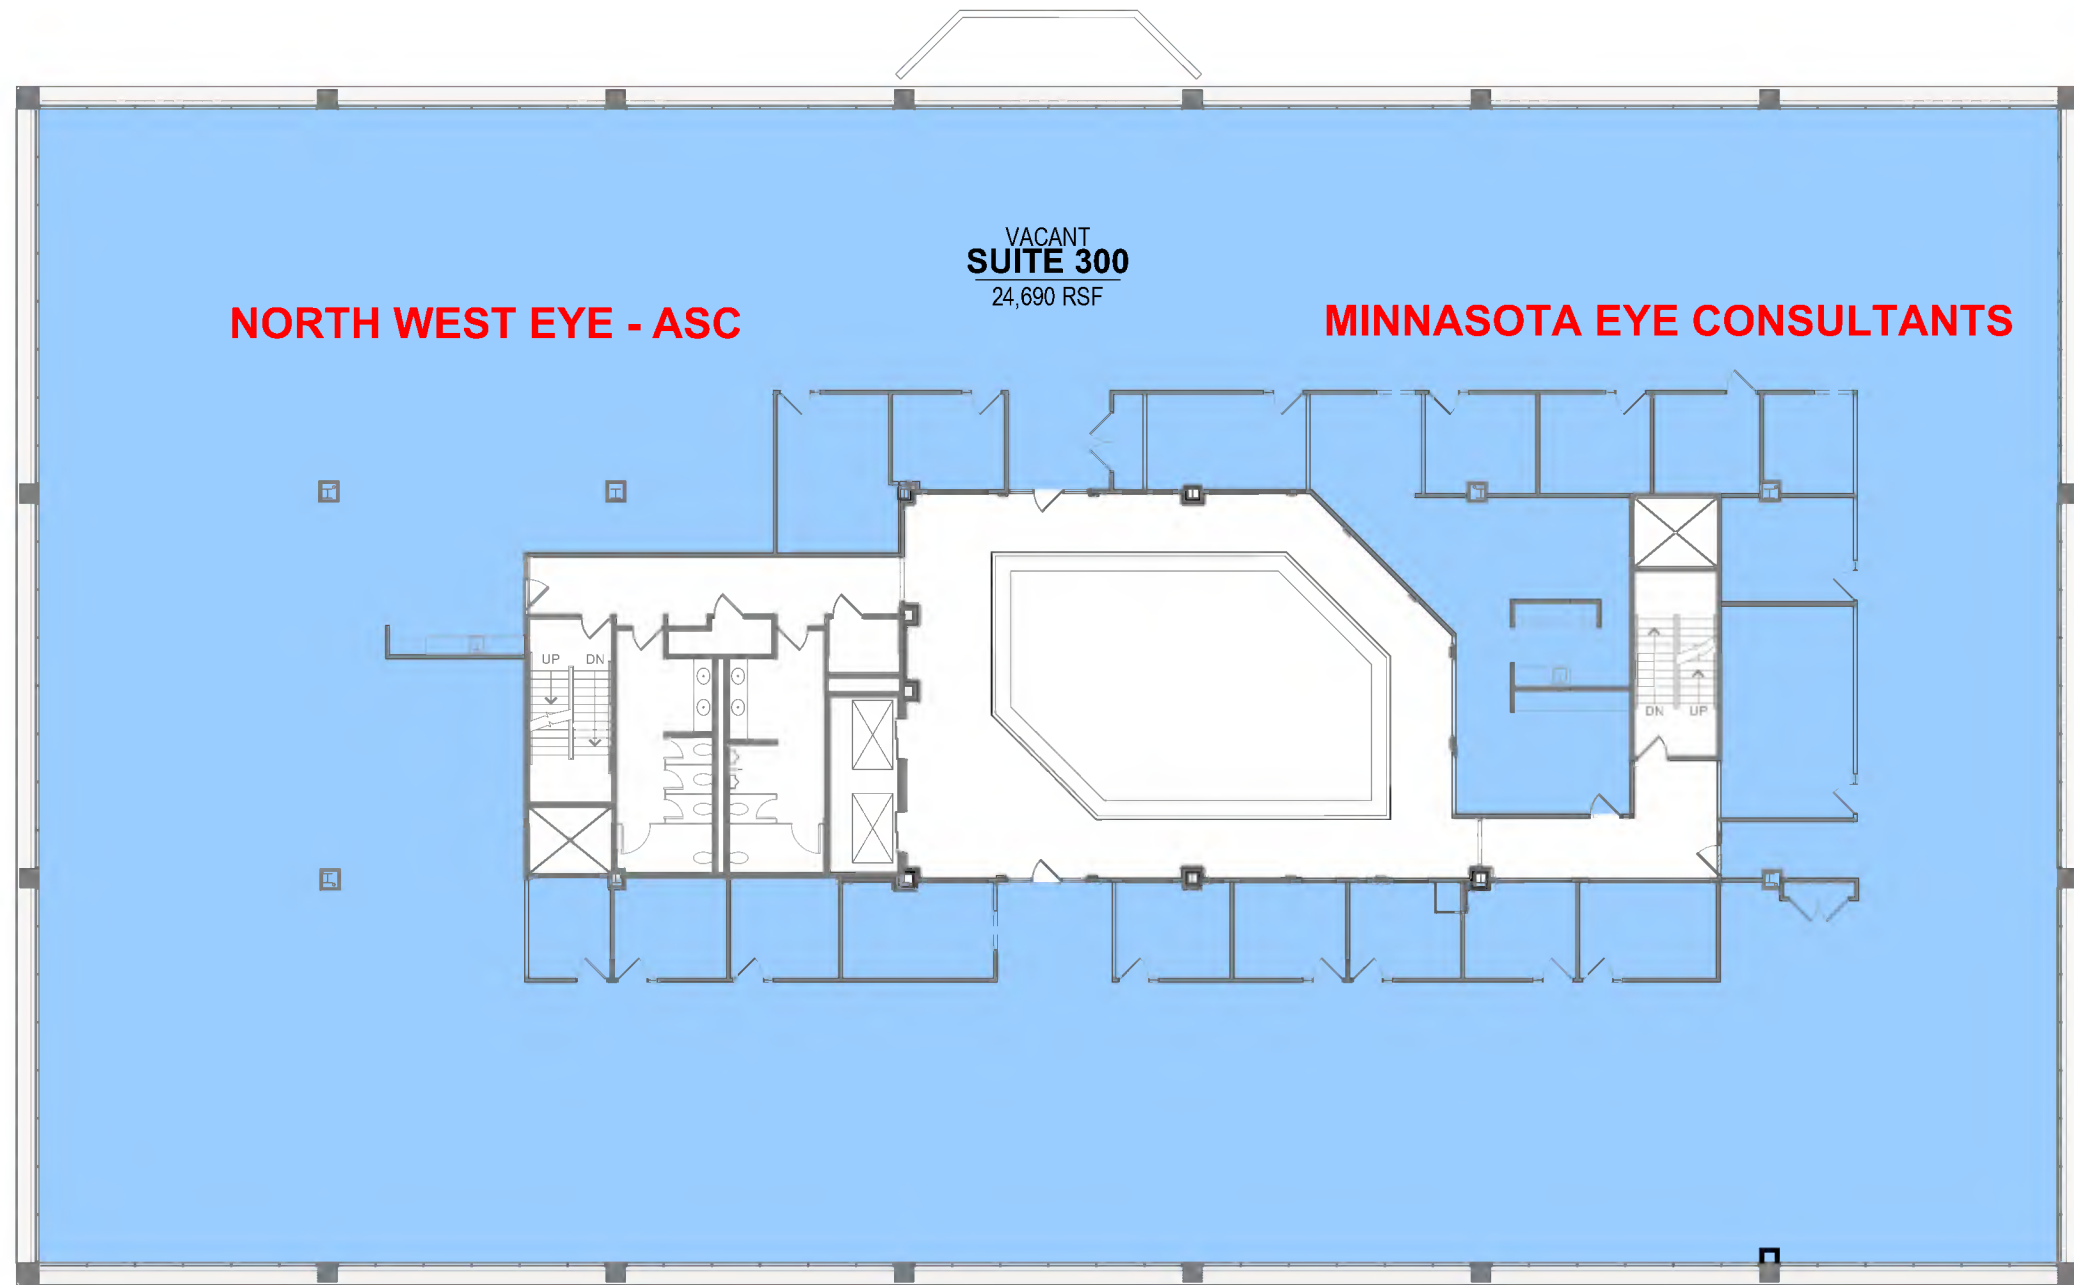 VACANT
SUITE 300
24,690 RSF
NORTH WEST EYE - ASC
MINNASOTA EYE CONSULTANTS
UP DN
DN UP